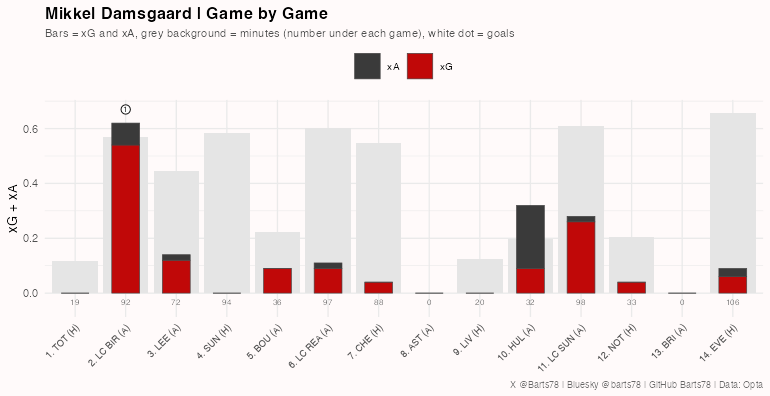 Mikkel Damsgaard | Game by Game
Bars = xG and xA, grey background = minutes (number under each game), white dot = goals
xA xG
1
xG + xA
0.6
0.4
0.2
0.0
19 92 72 94 36 97 88 0 20 32 98 33 0 106
1. TOT (H)
2. LC BIR (A)
3. LEE (A)
4. SUN (H)
5. BOU (A)
6. LC REA (A)
7. CHE (H)
8. AST (A)
9. LIV (H)
10. HUL (A)
11. LC SUN (A)
12. NOT (H)
13. BRI (A)
14. EVE (H)
X @Barts78 | Bluesky @barts78 | GitHub Barts78 | Data: Opta